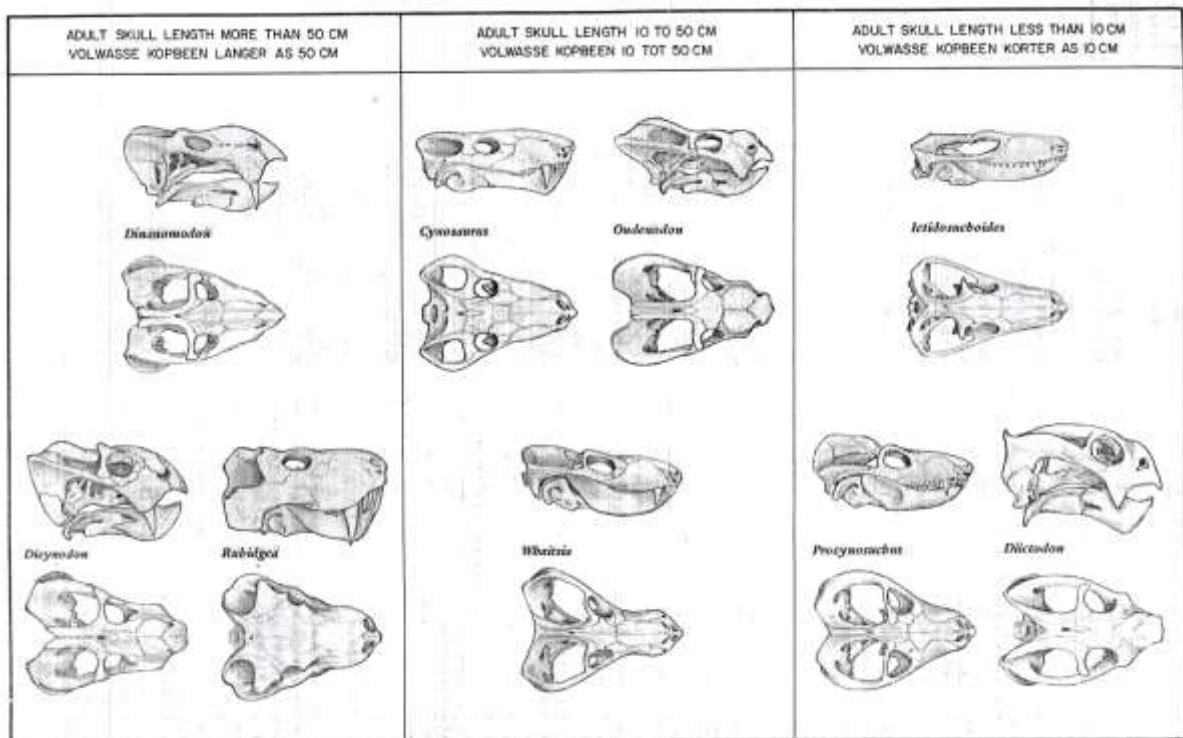 ADULT SKULL LENGTH MORE THAN 50 CM
VOLWASSE KOPBEEN LANGER AS 50 CM
ADULT SKULL LENGTH 10 TO 50 CM
VOLWASSE KOPBEEN 10 TOT 50 CM
ADULT SKULL LENGTH LESS THAN 10 CM
VOLWASSE KOPBEEN KORTER AS 10 CM
Dinanomodon
Cynosaurus
Oudenodon
Ictidosuchoides
Dicynodon
Rubidgea
Whaitsia
Procynosuchus
Diictodon